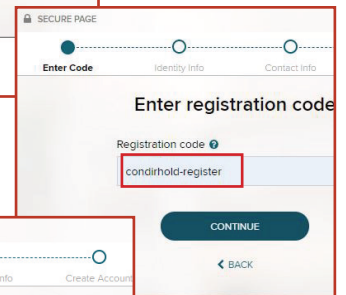 SECURE PAGE
Enter Code Identity Info Contact Info
Enter registration code
Registration code ?
condirhold-register
CONTINUE
< BACK
Create Account